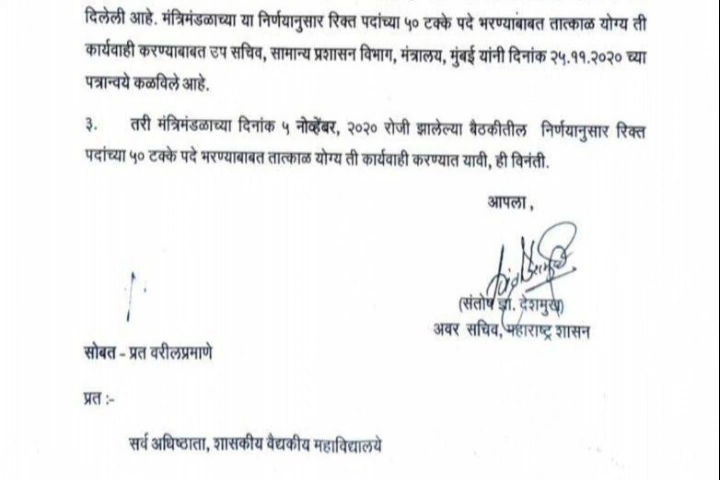 दिलेली आहे. मंत्रिमंडळाच्या या निर्णयानुसार रिक्त पदांच्या ५० टक्के पदे भरण्याबाबत तात्काळ योग्य ती
कार्यवाही करण्याबाबत उप सचिव, सामान्य प्रशासन विभाग, मंत्रालय, मुंबई यांनी दिनांक २५.११.२०२० च्या
पत्रान्वये कळविले आहे.
३. तरी मंत्रिमंडळाच्या दिनांक ५ नोव्हेंबर, २०२० रोजी झालेल्या बैठकीतील निर्णयानुसार रिक्त
पदांच्या ५० टक्के पदे भरण्याबाबत तात्काळ योग्य ती कार्यवाही करण्यात यावी, ही विनंती.
आपला,
(संतोष ज्ञा. देशमुख)
अवर सचिव, महाराष्ट्र शासन
सोबत - प्रत वरीलप्रमाणे
प्रत :-
सर्व अधिष्ठाता, शासकीय वैद्यकीय महाविद्यालये